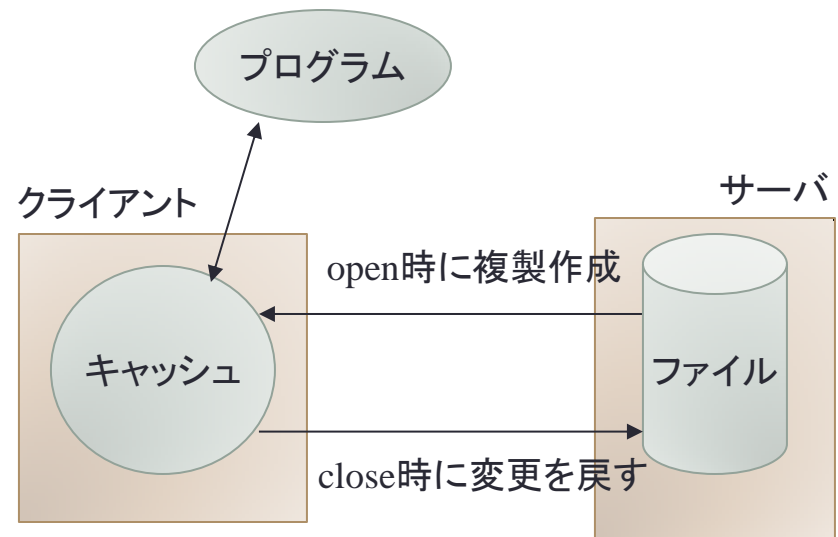 プログラム
クライアント
サーバ
open時に複製作成
キャッシュ
ファイル
close時に変更を戻す